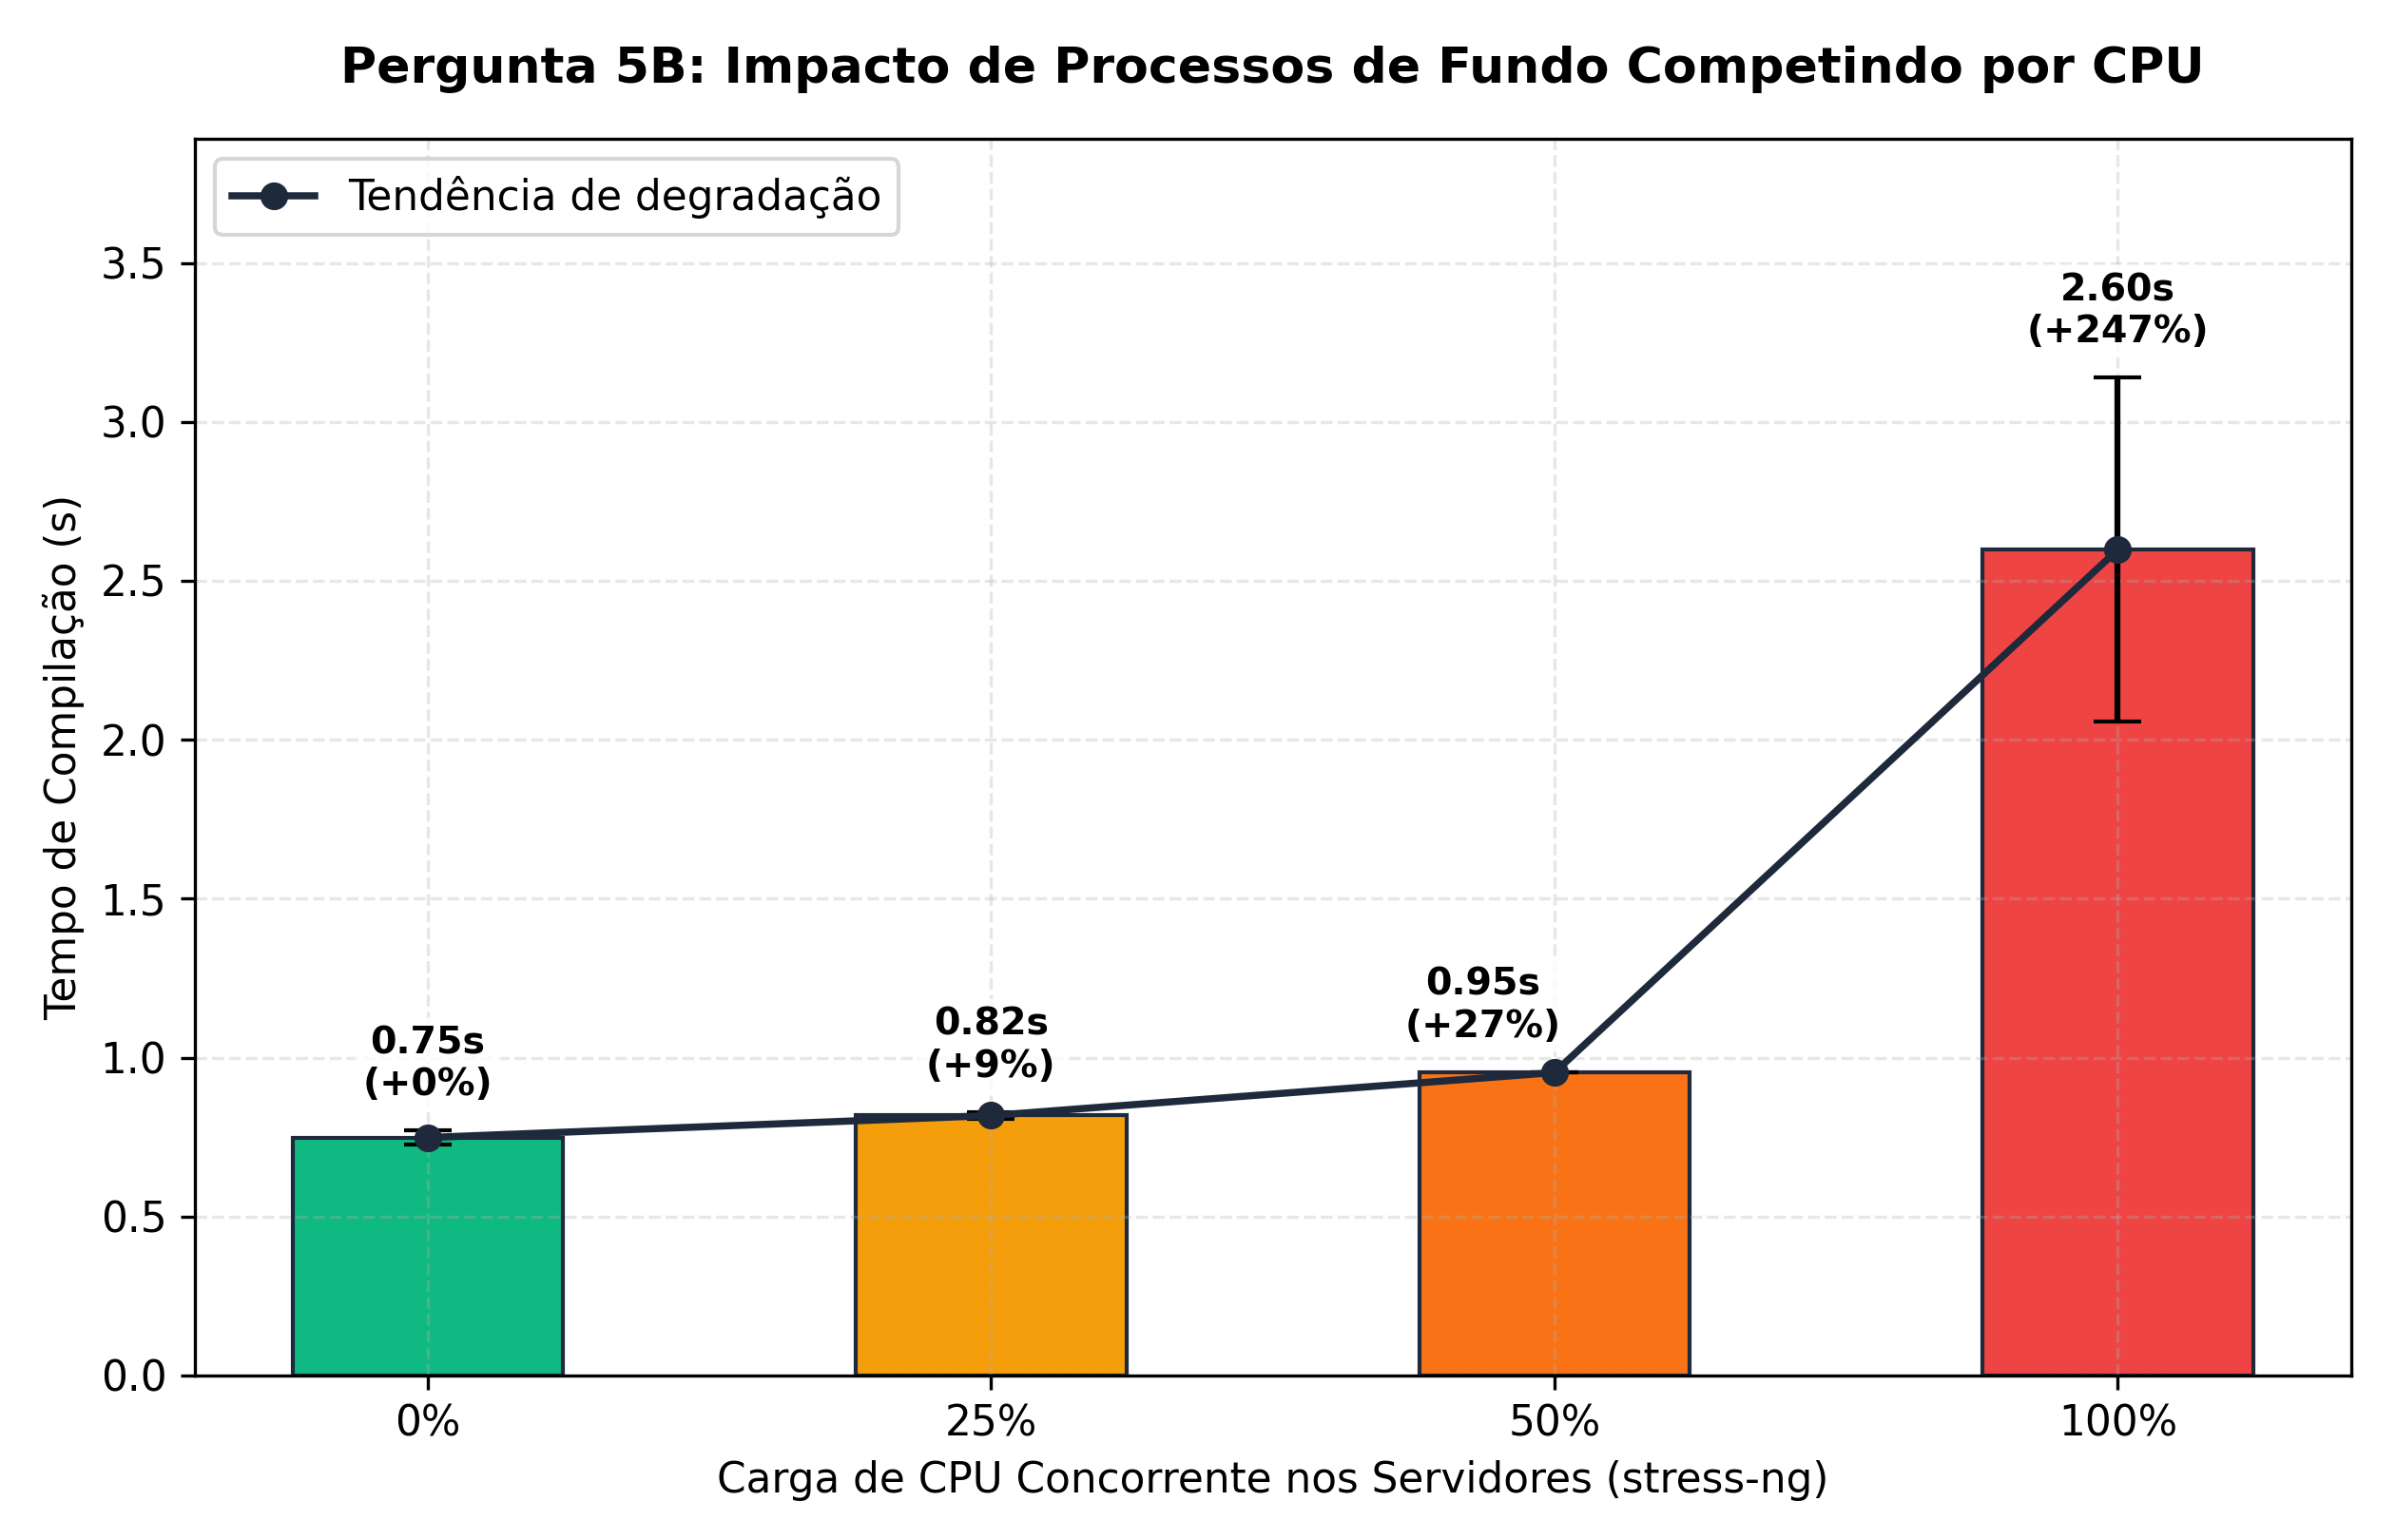 Pergunta 5B: Impacto de Processos de Fundo Competindo por CPU
Tendência de degradação
Tempo de Compilação (s)
3.5
3.0
2.5
2.0
1.5
1.0
0.5
0.0
0.75s
(+0%)
0.82s
(+9%)
0.95s
(+27%)
2.60s
(+247%)
0%
25%
50%
100%
Carga de CPU Concorrente nos Servidores (stress-ng)